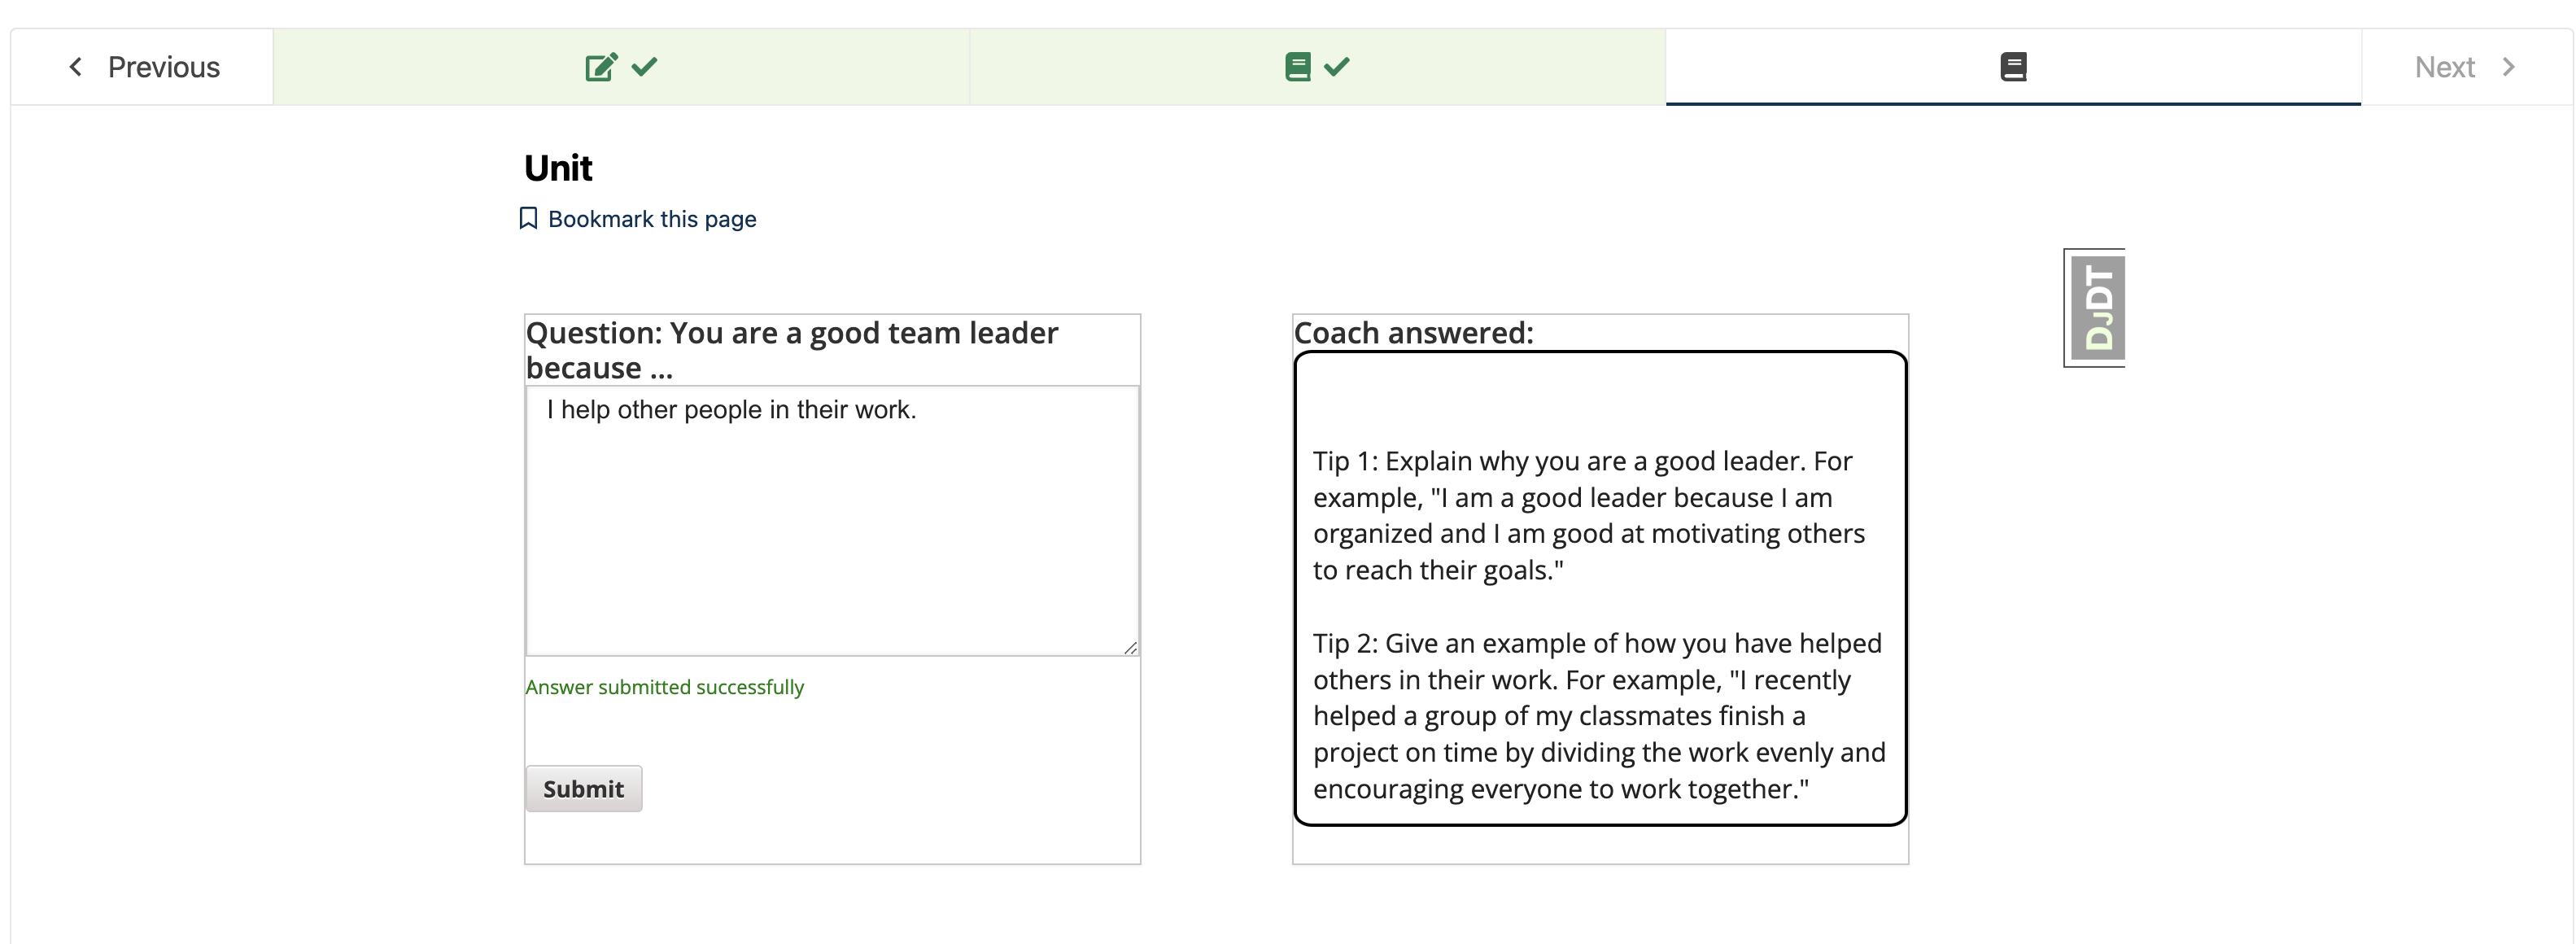 Previous
Next
Unit
Bookmark this page
DJDT
Question: You are a good team leader
because ...
I help other people in their work.
Answer submitted successfully
Submit
Coach answered:
Tip 1: Explain why you are a good leader. For
example, "I am a good leader because I am
organized and I am good at motivating others
to reach their goals."
Tip 2: Give an example of how you have helped
others in their work. For example, "I recently
helped a group of my classmates finish a
project on time by dividing the work evenly and
encouraging everyone to work together."